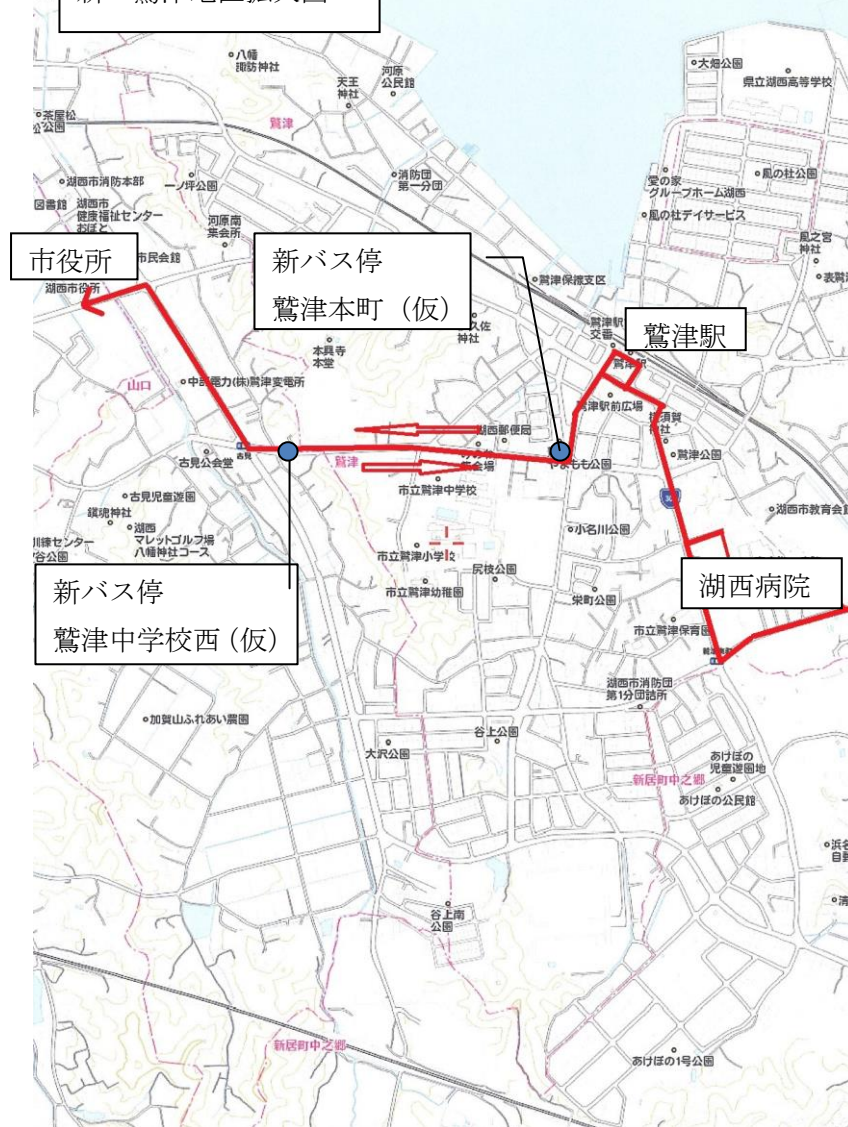 八幡
諏訪神社
天王
神社
河原
公民館
大畑公園
県立湖西高等学校
茶屋松
公園
鷲津
湖西市消防本部
一ノ坪公園
消防団
第一分団
愛の家
グループホーム湖西
風の杜公園
図書館
湖西市
健康福祉センター
おぼと
河原南
集会所
風の杜デイサービス
風之宮
神社
市役所
市民会館
湖西市役所
新バス停
鷲津本町（仮）
鷲津保線支区
鷲津駅
交番
鷲津駅
神社
本興寺
本堂
山口
中部電力(株)鷲津変電所
鷲津駅前広場
神社
鷲津公園
湖西郵便局
古見
鷲津
古見公会堂
やまもも公園
市立鷲津中学校
古見児童遊園
鎮魂神社
湖西
マレットゴルフ場
八幡神社コース
小名川公園
湖西市教育会館
市立鷲津小学校
市立鷲津幼稚園
尻枝公園
栄町公園
湖西病院
新バス停
鷲津中学校西（仮）
市立鷲津保育園
湖西市消防団
第1分団詰所
加賀山ふれあい農園
大沢公園
谷上公園
あけぼの
児童遊園地
新居町中之郷
あけぼの公民館
谷上南
公園
新居町中之郷
あけぼの1号公園